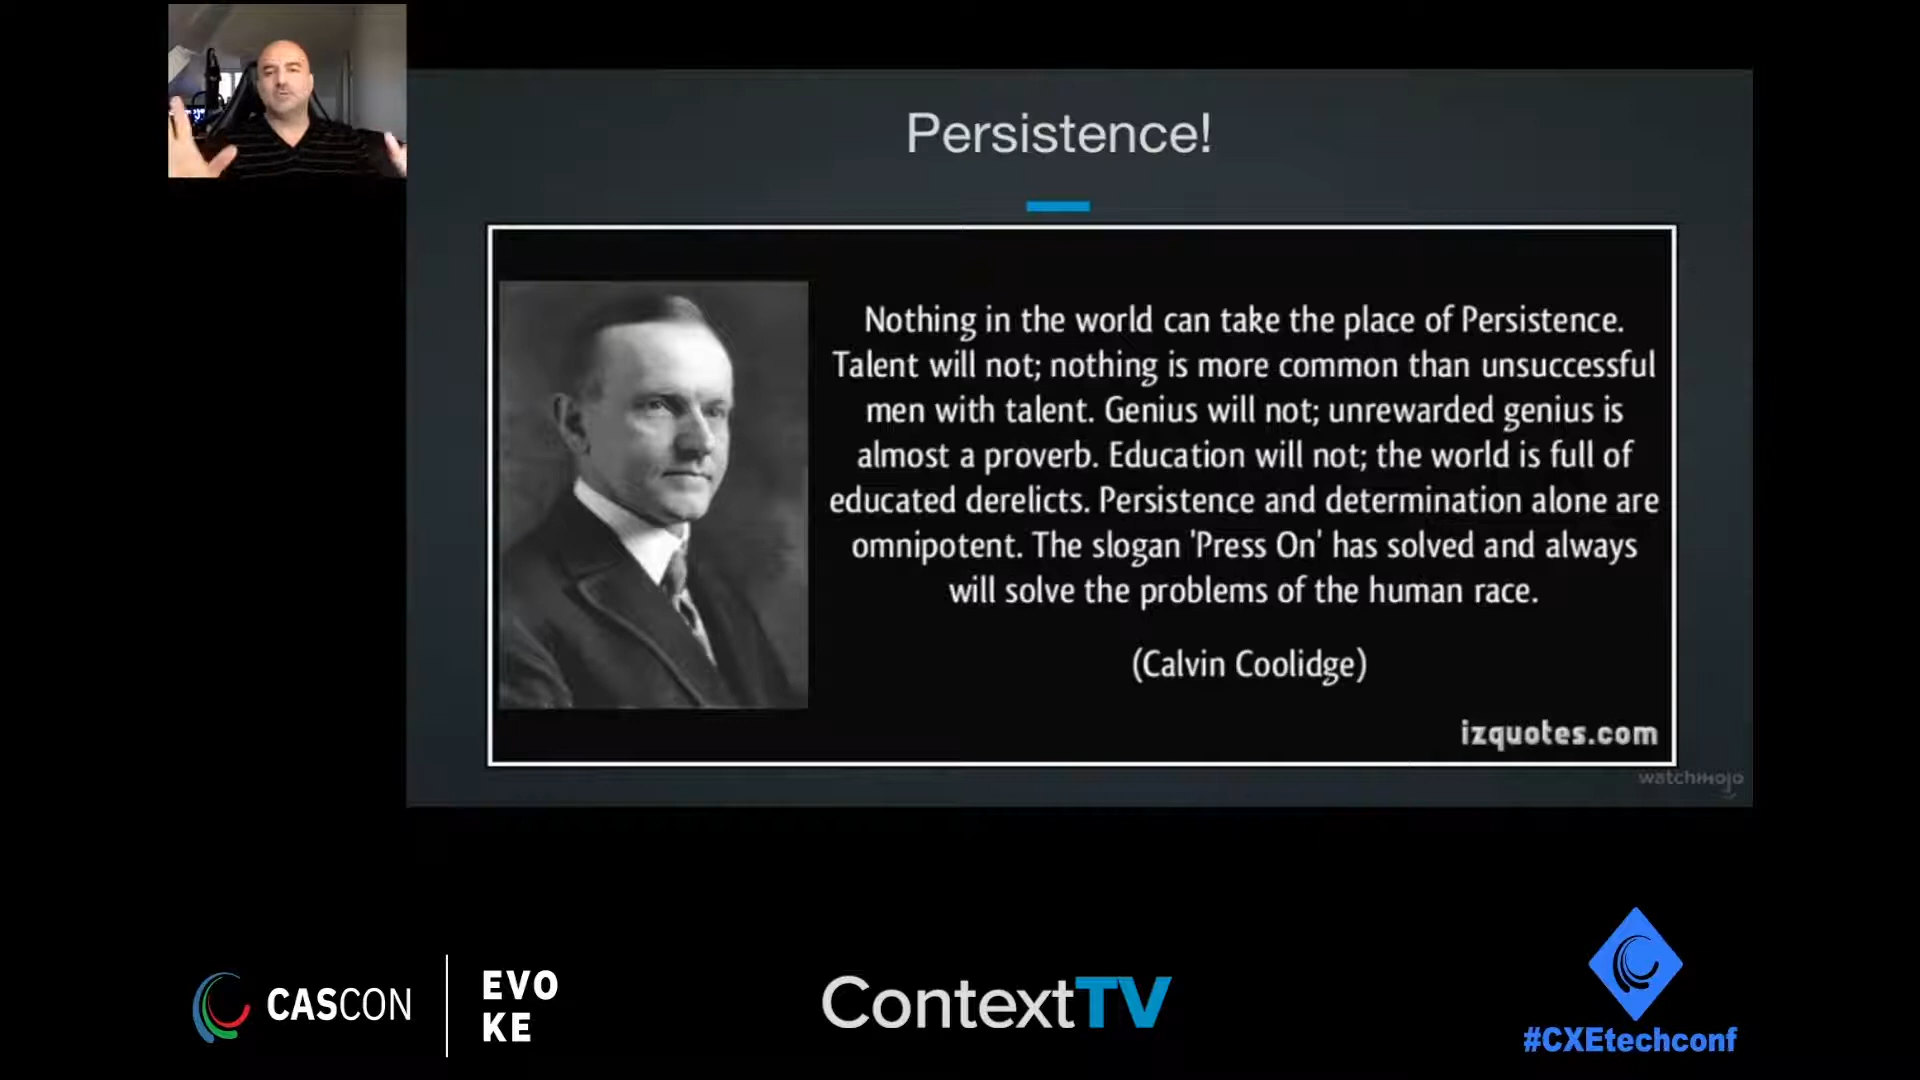 Persistence!
Nothing in the world can take the place of Persistence.
Talent will not; nothing is more common than unsuccessful
men with talent. Genius will not; unrewarded genius is
almost a proverb. Education will not; the world is full of
educated derelicts. Persistence and determination alone are
omnipotent. The slogan 'Press On' has solved and always
will solve the problems of the human race.
(Calvin Coolidge)
izquotes.com
watchmojo
CASCON
EVO
KE
ContextTV
#CXEtechconf